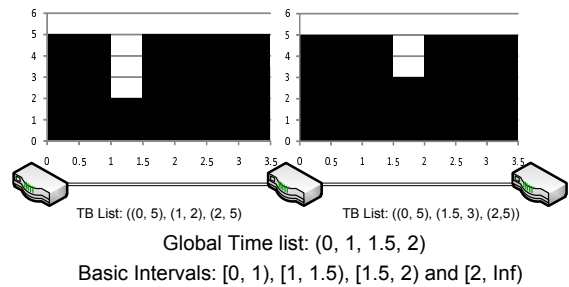 6
5
4
3
2
1
0
0 0.5 1 1.5 2 2.5 3 3.5
6
5
4
3
2
1
0
0 0.5 1 1.5 2 2.5 3 3.5
TB List: ((0, 5), (1, 2), (2, 5)
TB List: ((0, 5), (1.5, 3), (2,5))
Global Time list: (0, 1, 1.5, 2)
Basic Intervals: [0, 1), [1, 1.5), [1.5, 2) and [2, Inf)